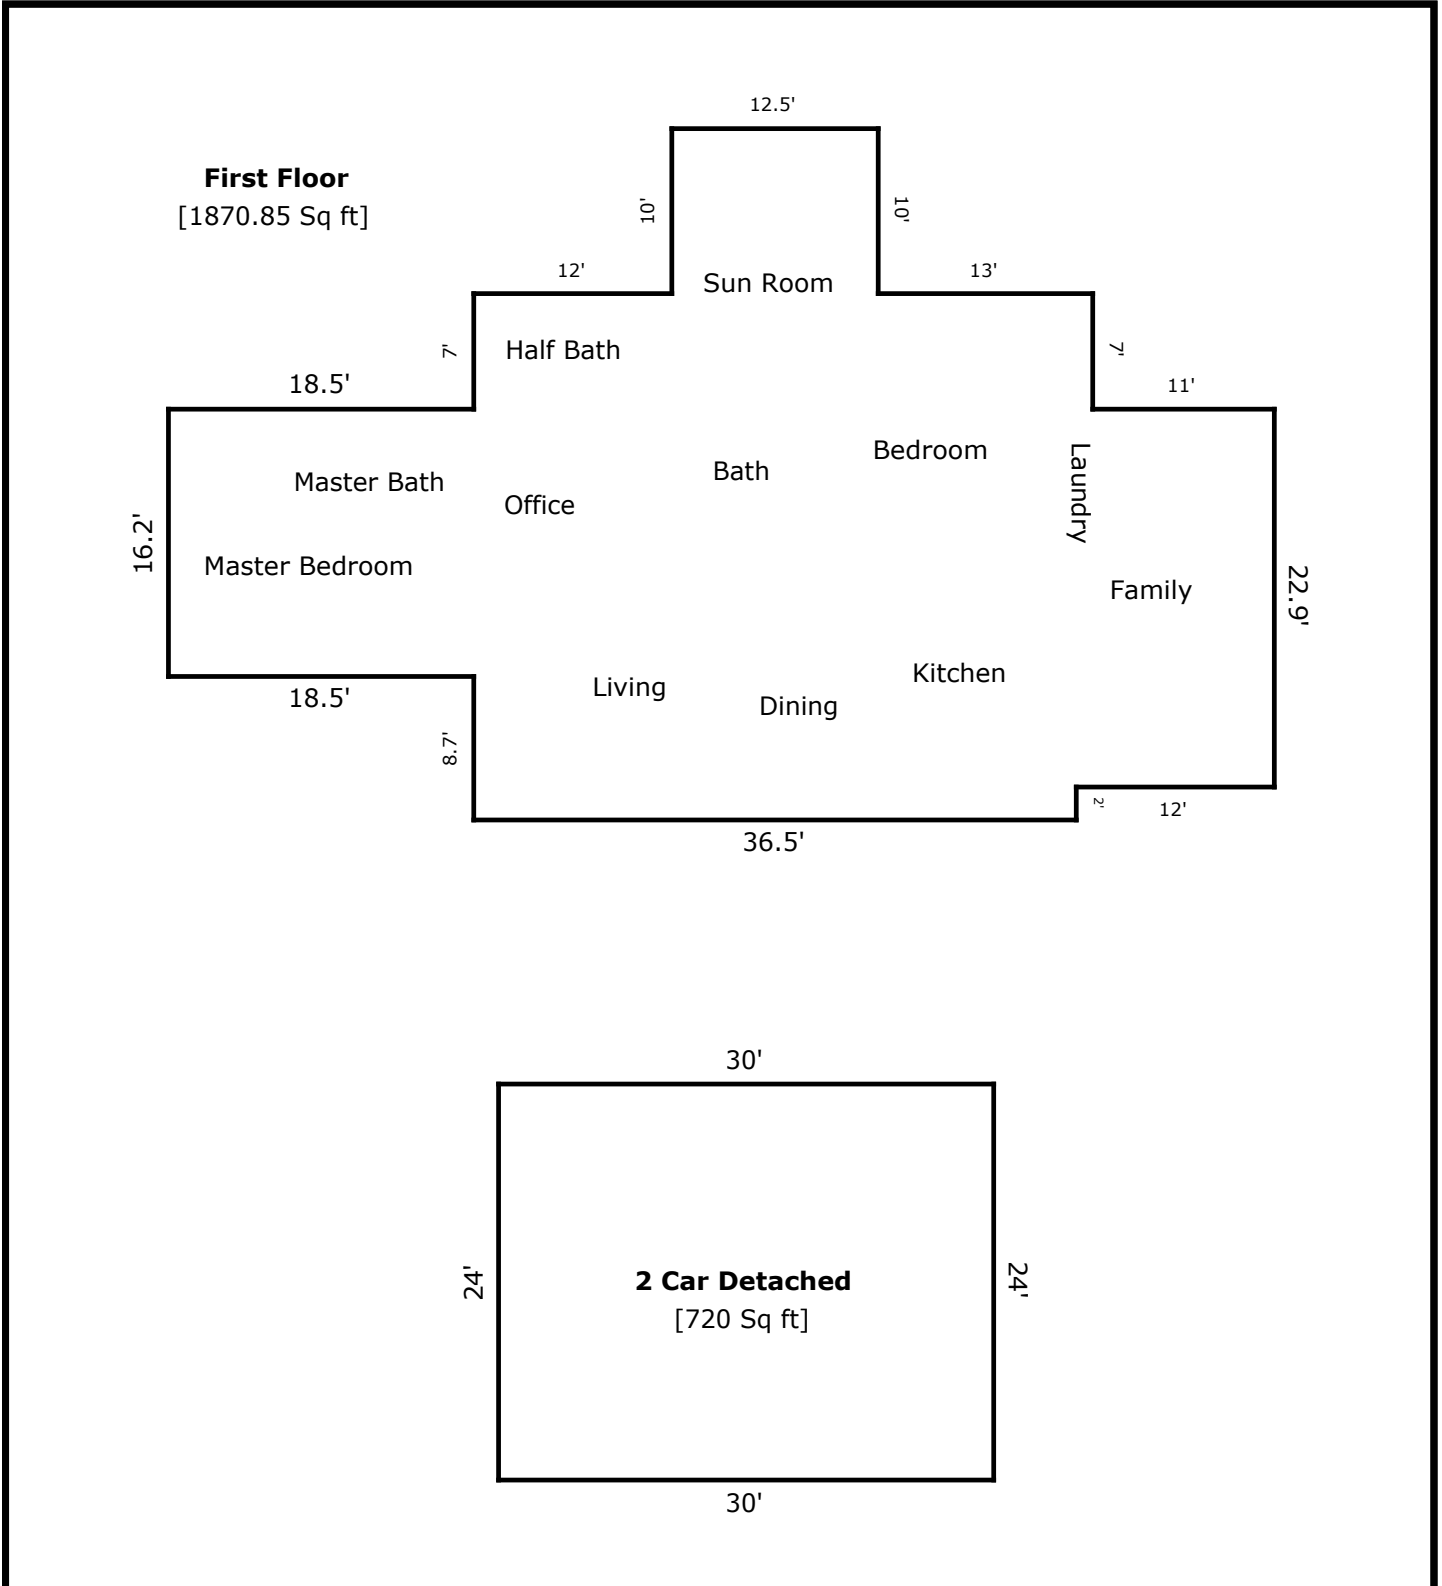 12.5'
First Floor
[1870.85 Sq ft]
10'
10'
12'
Sun Room
13'
7'
Half Bath
7'
18.5'
11'
Master Bath
Office
Bath
Bedroom
Laundry
16.2'
Master Bedroom
Family
22.9'
18.5'
Living
Dining
Kitchen
8.7'
2'
12'
36.5'
30'
24'
2 Car Detached
[720 Sq ft]
24'
30'